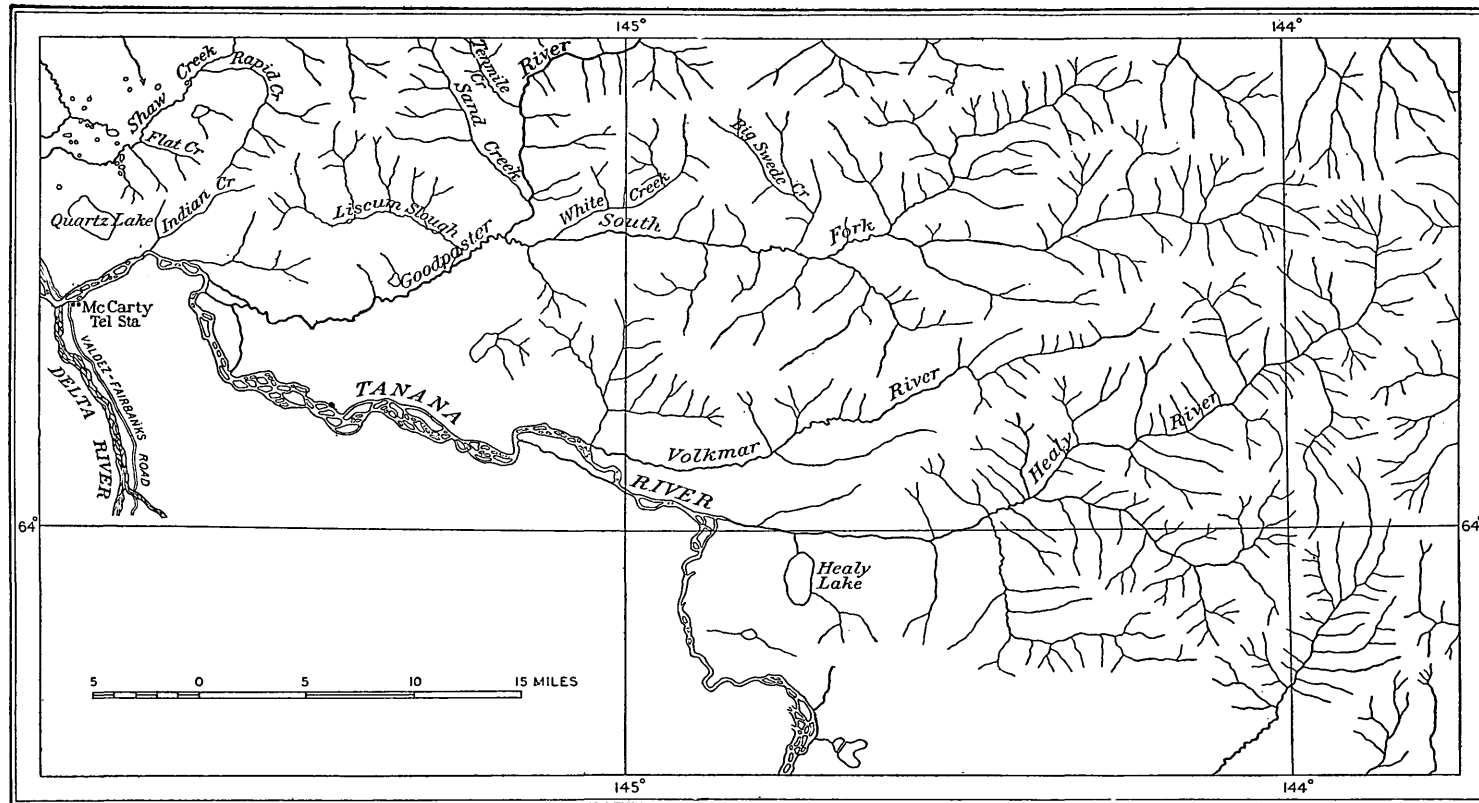 145°
144°
Shaw Creek
Rapid Cr
Tenmile Cr
Sand Creek
River
Flat Cr
Big Swede Cr
Indian Cr
Quartz Lake
Liscum Slough
White Creek
Goodpaster
South Fork
McCarty
Tel Sta
VALDEZ-FAIRBANKS ROAD
DELTA RIVER
TANANA
River
Volkmar
River
Healy
RIVER
64°
64°
Healy
Lake
5 0 5 10 15 MILES
145°
144°